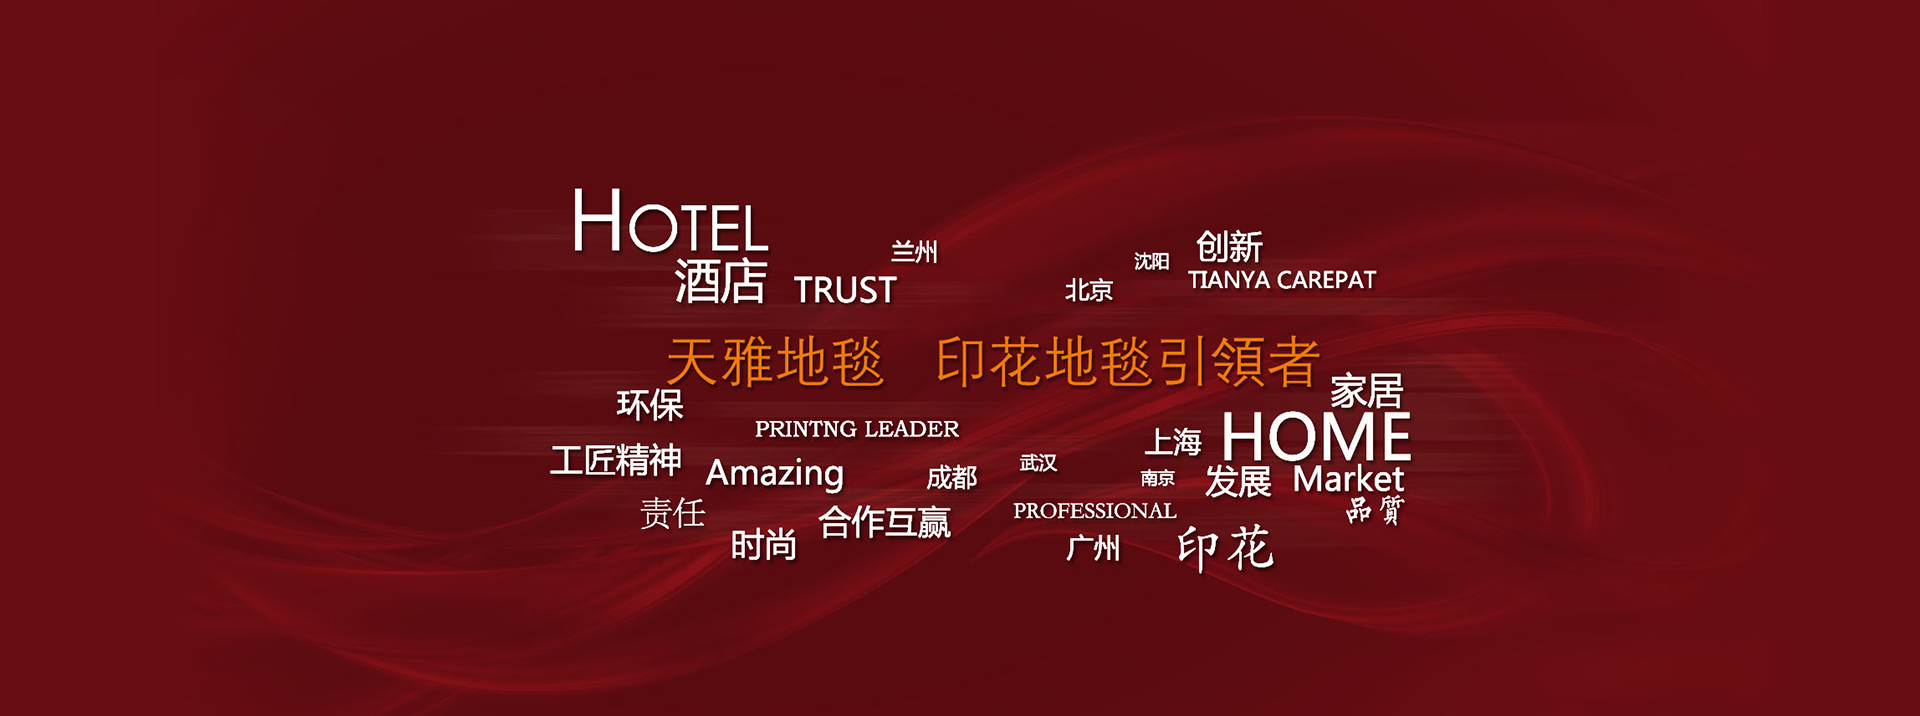 HOTEL
酒店
TRUST
兰州
北京
沈阳
创新
TIANYA CAREPAT
天雅地毯 印花地毯引領者
环保
PRINTNG LEADER
家居
HOME
上海
工匠精神
Amazing
成都
武汉
南京
发展
Market
责任
品質
时尚
合作互赢
PROFESSIONAL
广州
印花